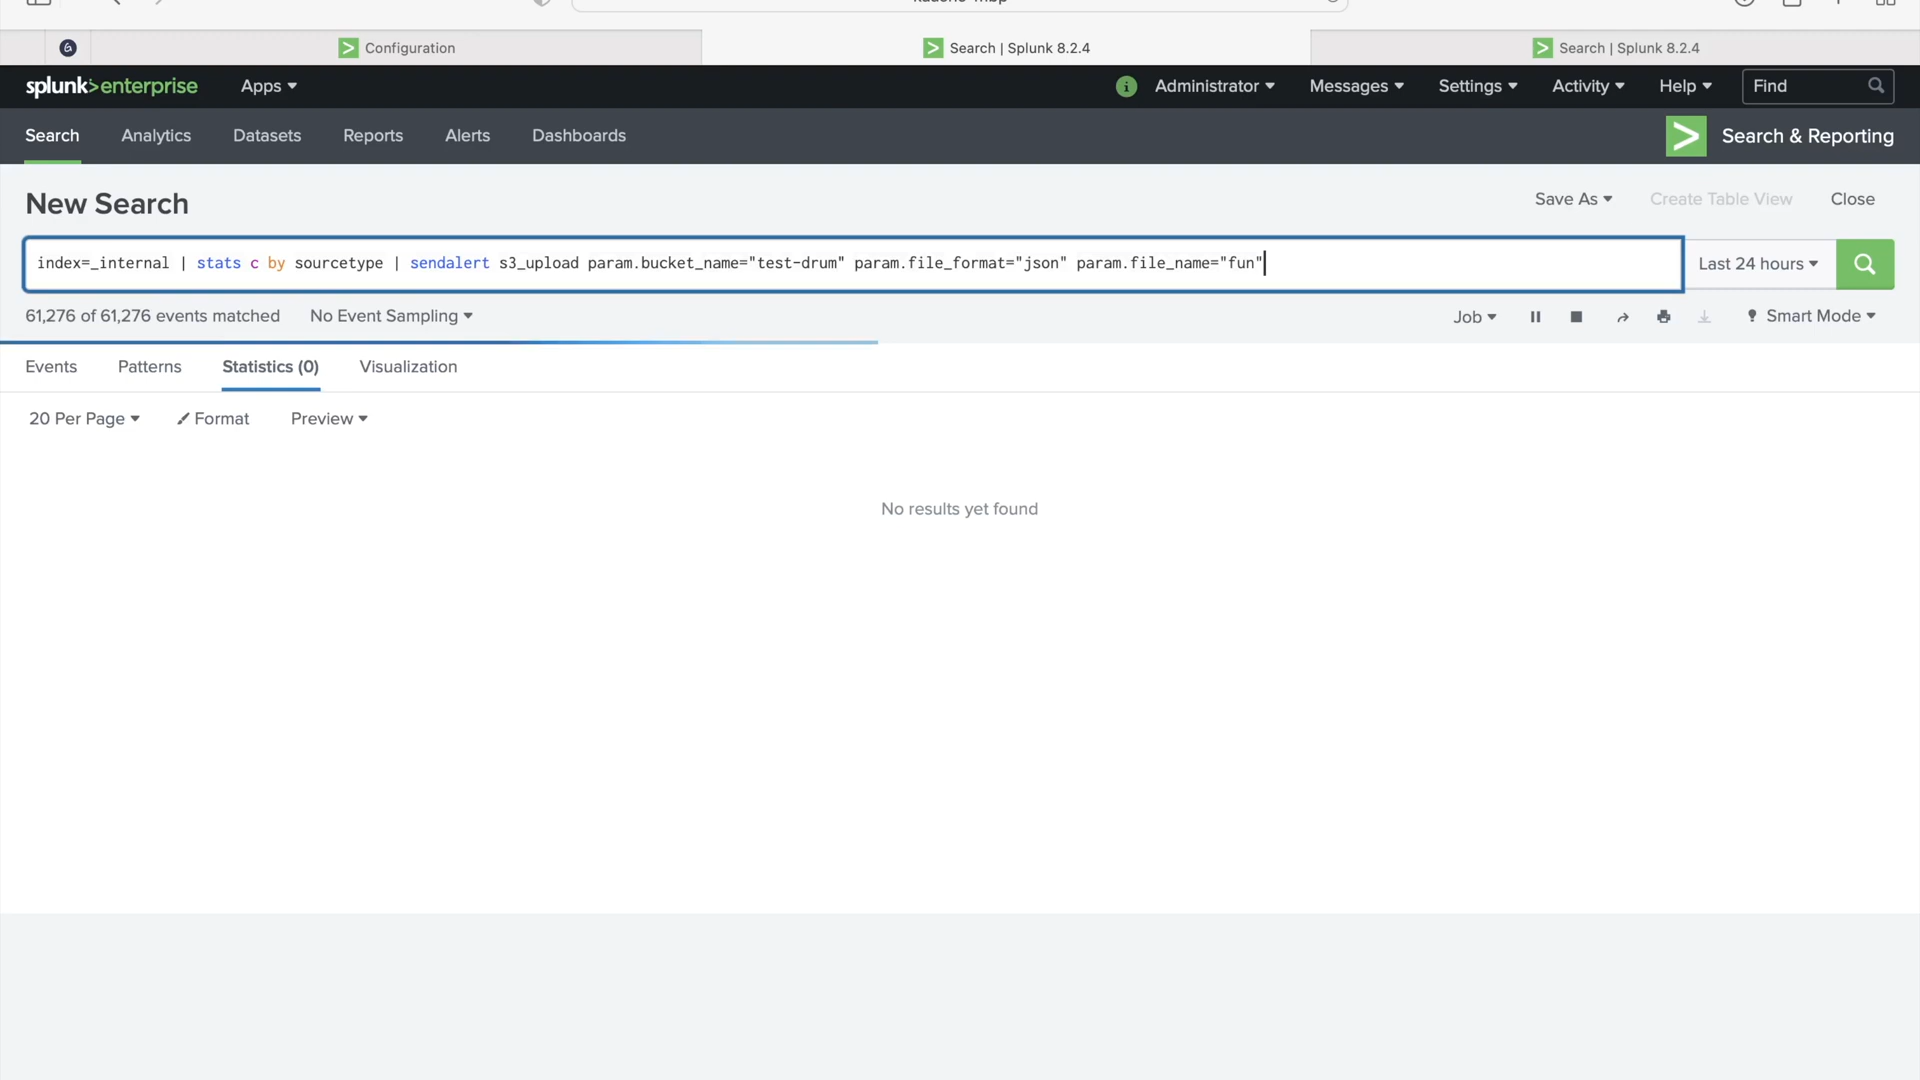 Configuration
Search | Splunk 8.2.4
Search | Splunk 8.2.4
splunk>enterprise
Apps
i
Administrator
Messages
Settings
Activity
Help
Find
Search
Analytics
Datasets
Reports
Alerts
Dashboards
> Search & Reporting
New Search
Save As
Create Table View
Close
index=_internal | stats c by sourcetype | sendalert s3_upload param.bucket_name="test-drum" param.file_format="json" param.file_name="fun"
Last 24 hours
61,276 of 61,276 events matched
No Event Sampling
Job
Smart Mode
Events
Patterns
Statistics (0)
Visualization
20 Per Page
Format
Preview
No results yet found